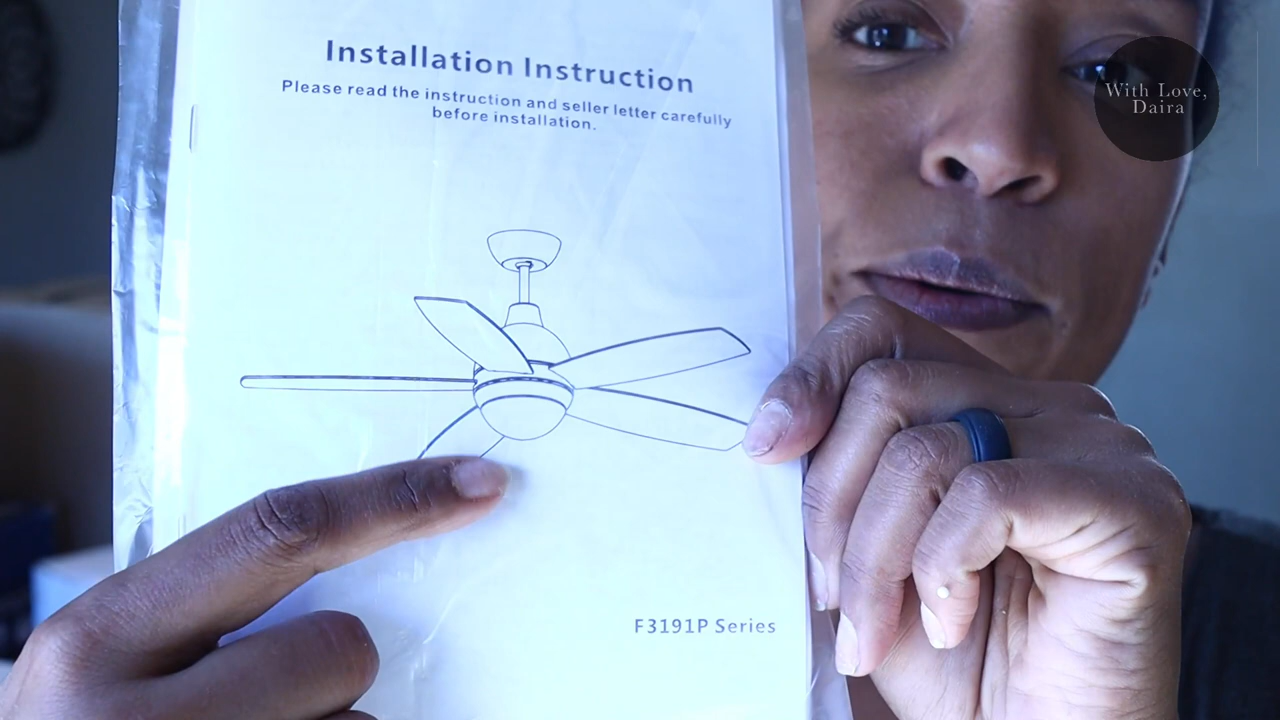 Installation Instruction
Please read the instruction and seller letter carefully
before installation.
With Love,
Daira
F3191P Series